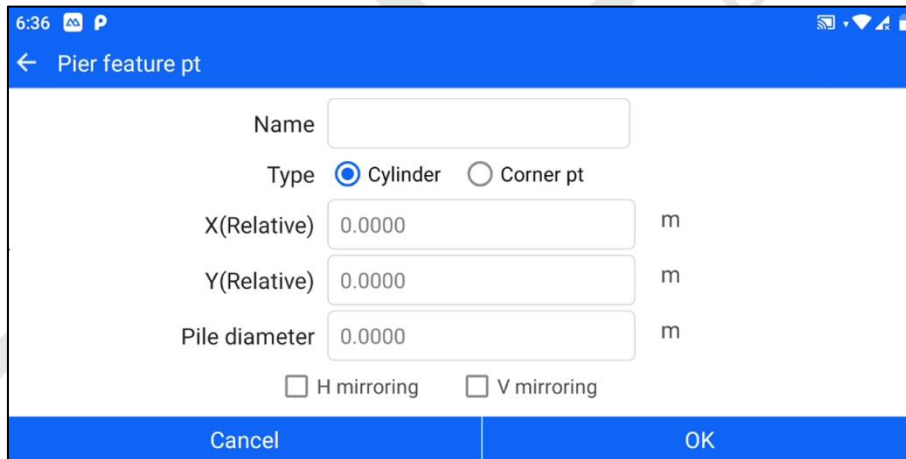 6:36 P
Pier feature pt
Name
Type Cylinder Corner pt
X(Relative) 0.0000 m
Y(Relative) 0.0000 m
Pile diameter 0.0000 m
H mirroring V mirroring
Cancel OK